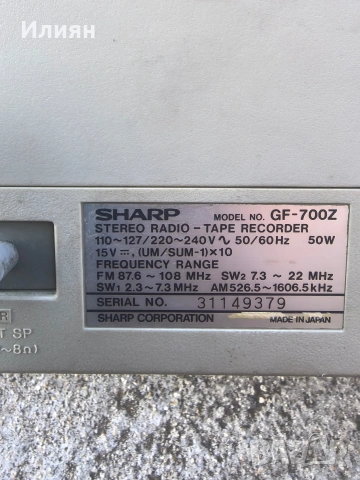 Илиян
SHARP MODEL NO. GF-700Z
STEREO RADIO - TAPE RECORDER
110~127/220~240V ∿ 50/60Hz 50W
15V ⎓, (UM/SUM-1)×10
FREQUENCY RANGE
FM 87.6 ~ 108 MHz SW2 7.3 ~ 22 MHz
SW1 2.3~7.3 MHz AM 526.5~1606.5 kHz
SERIAL NO. 31149379
SHARP CORPORATION MADE IN JAPAN
R
T SP
~8Ω)